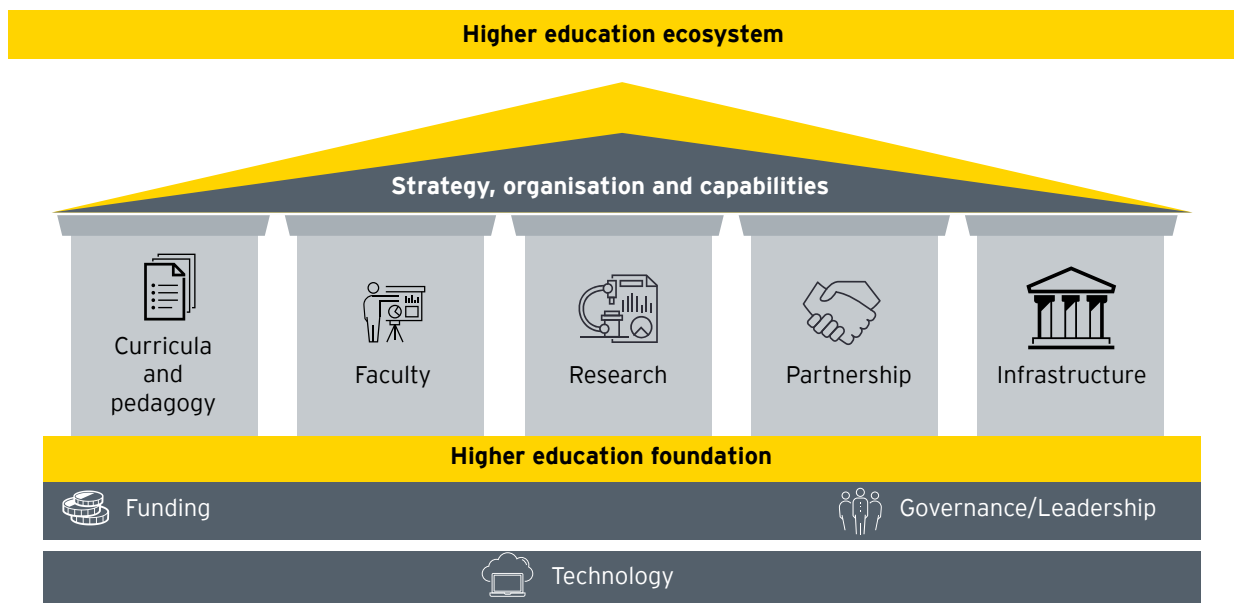 Higher education ecosystem
Strategy, organisation and capabilities
Curricula
and
pedagogy
Faculty
Research
Partnership
Infrastructure
Higher education foundation
Funding
Governance/Leadership
Technology